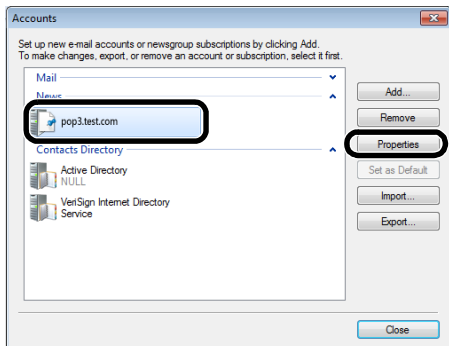 Accounts
Set up new e-mail accounts or newsgroup subscriptions by clicking Add.
To make changes, export, or remove an account or subscription, select it first.
Mail
News
pop3.test.com
Contacts Directory
Active Directory
NULL
VeriSign Internet Directory
Service
Add...
Remove
Properties
Set as Default
Import...
Export...
Close